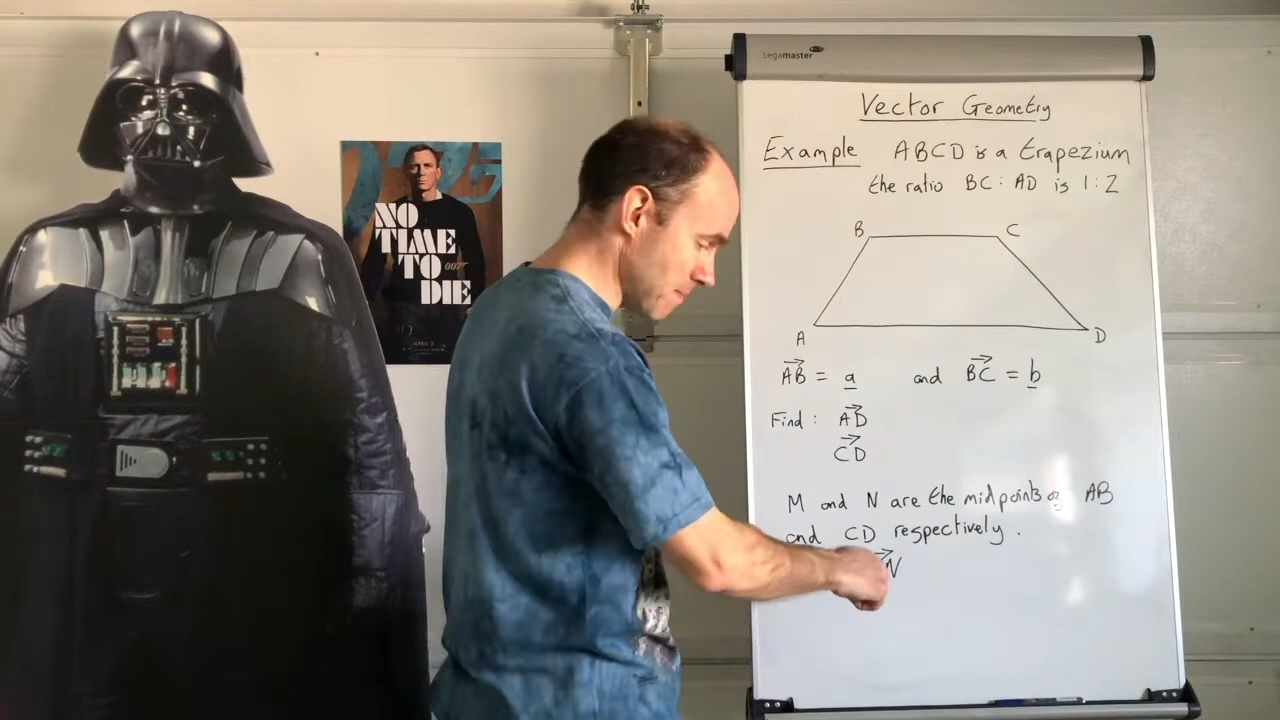 Legamaster
Vector Geometry
Example ABCD is a trapezium
the ratio BC : AD is 1 : 2
B C
A D
AB = a and BC = b
Find : AD
CD
M and N are the midpoints of AB
and CD respectively.
N
NO
TIME
TO
DIE
007